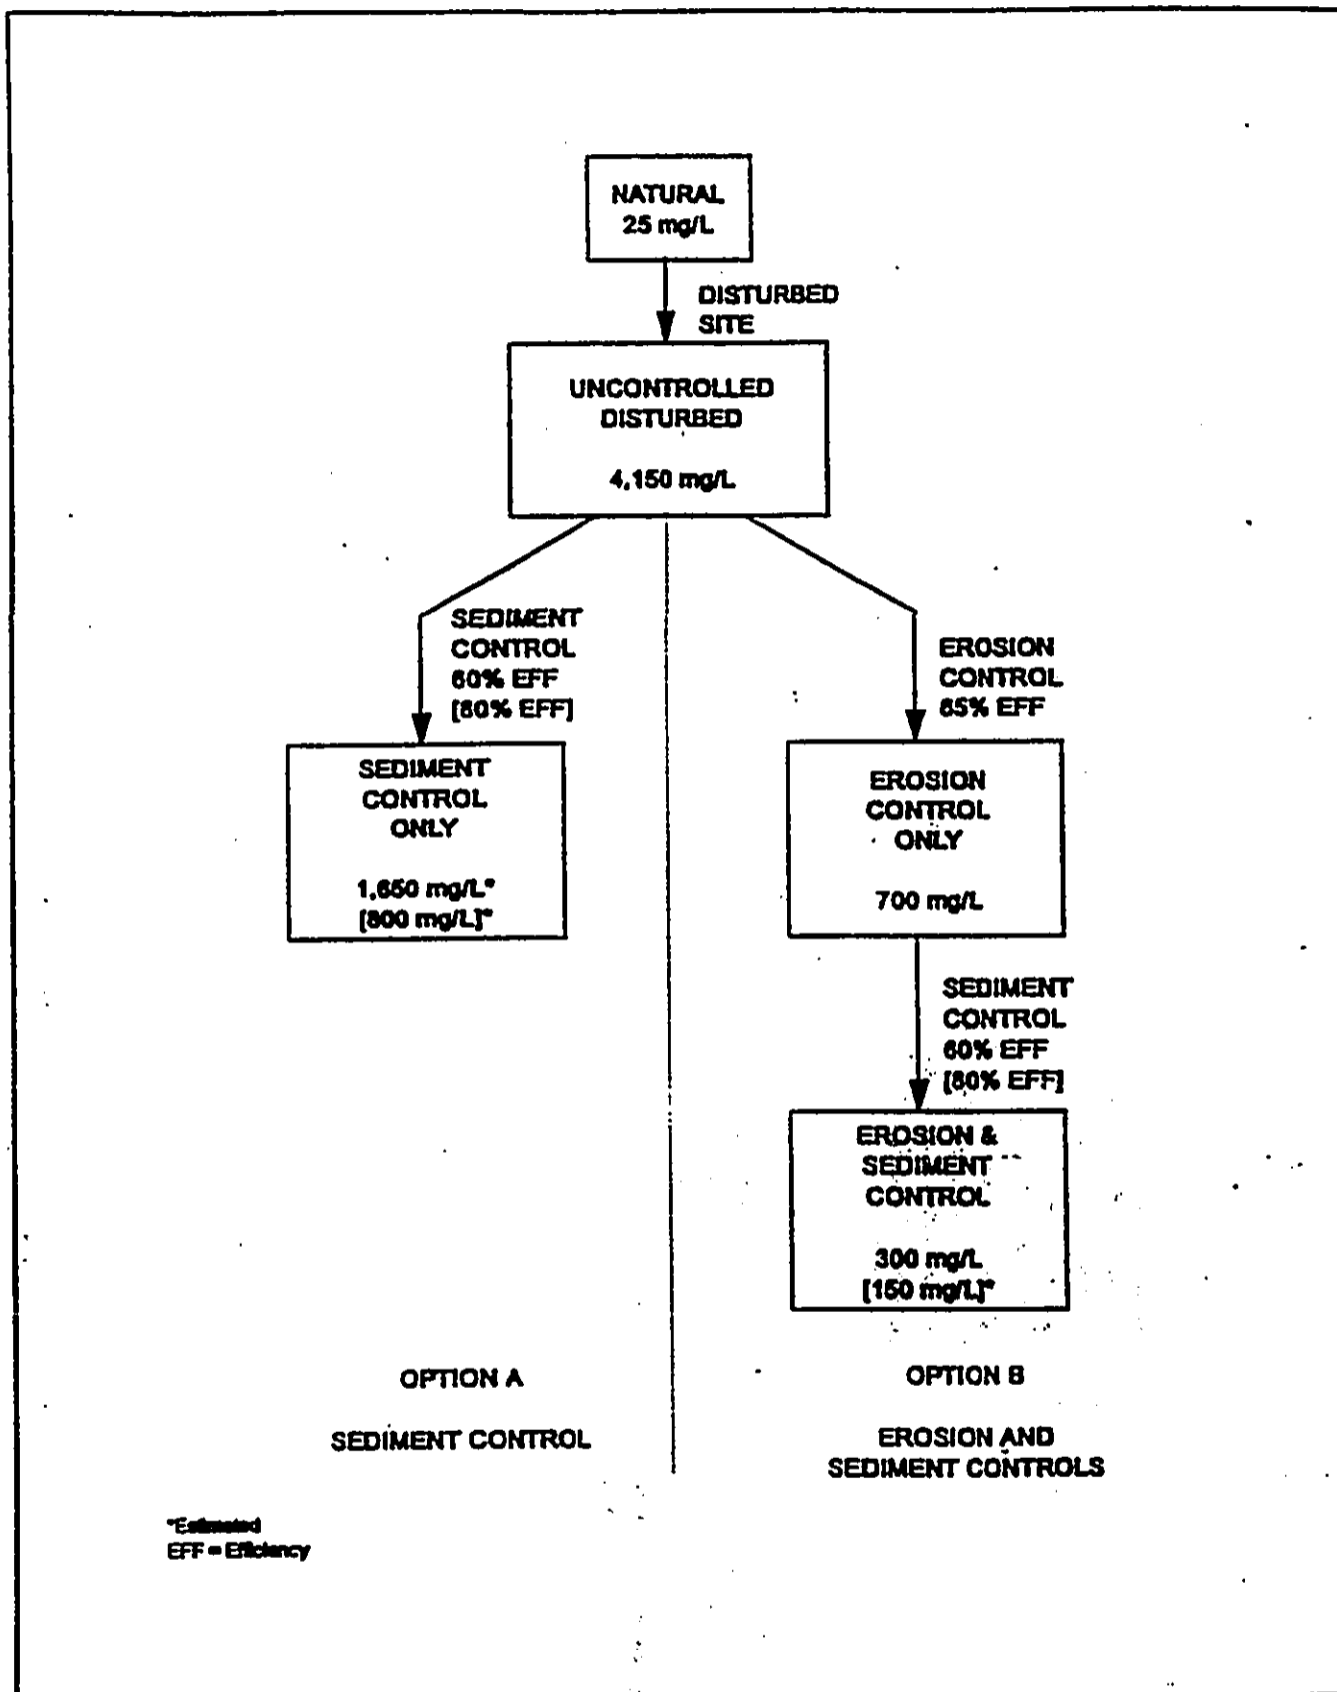 NATURAL
25 mg/L
DISTURBED
SITE
UNCONTROLLED
DISTURBED
4,150 mg/L
SEDIMENT
CONTROL
60% EFF
[80% EFF]
SEDIMENT
CONTROL
ONLY
1,650 mg/L*
[800 mg/L]*
EROSION
CONTROL
85% EFF
EROSION
CONTROL
ONLY
700 mg/L
SEDIMENT
CONTROL
60% EFF
[80% EFF]
EROSION &
SEDIMENT
CONTROL
300 mg/L
[150 mg/L]*
OPTION A
SEDIMENT CONTROL
OPTION B
EROSION AND
SEDIMENT CONTROLS
*Estimated
EFF = Efficiency